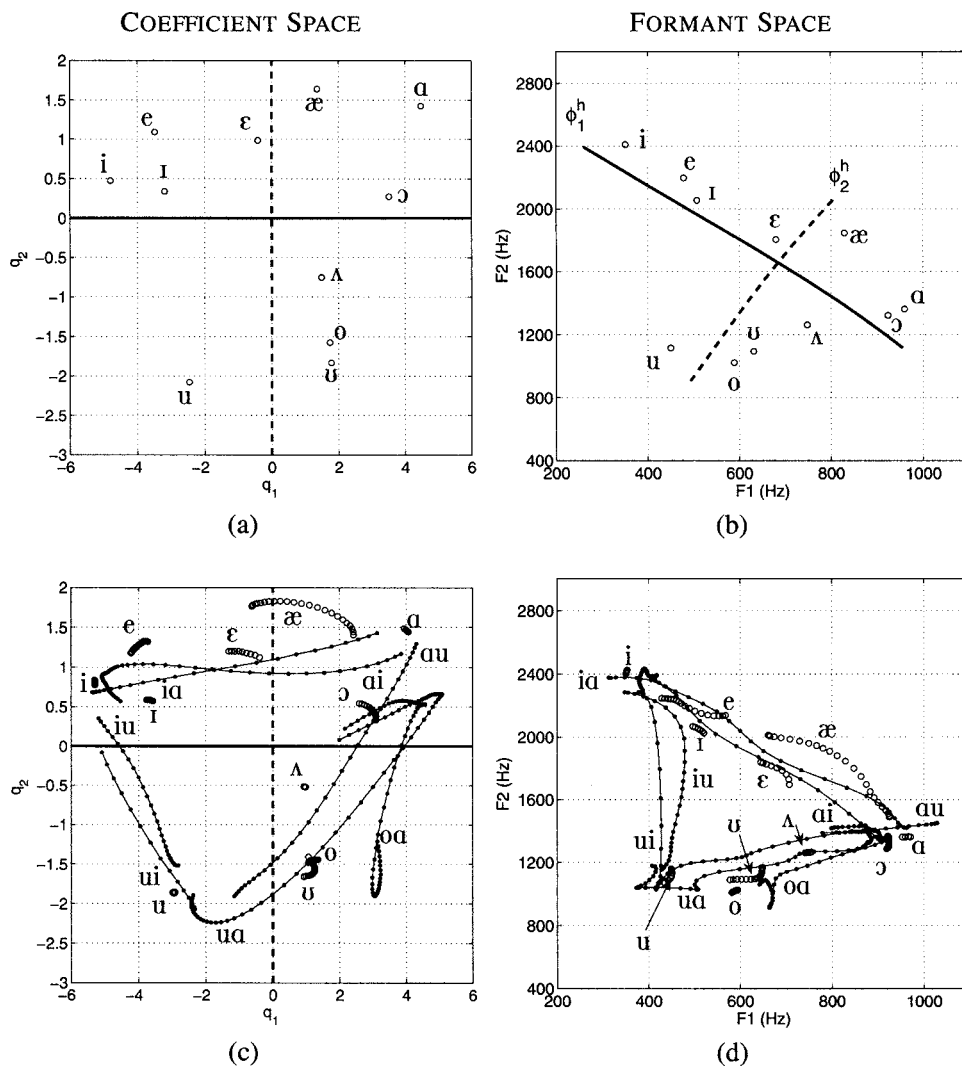 COEFFICIENT SPACE
FORMANT SPACE
2
1.5
1
0.5
0
−0.5
−1
−1.5
−2
−2.5
−3
q2
−6
−4
−2
0
2
4
6
q1
i
e
ɪ
ɛ
æ
ɑ
ɔ
ʌ
o
ʊ
u
(a)
2800
2400
2000
1600
1200
800
400
F2 (Hz)
200
400
600
800
1000
F1 (Hz)
ϕ1h
i
e
ɪ
ϕ2h
ɛ
æ
ɑ
ɔ
ʌ
ʊ
u
o
(b)
2
1.5
1
0.5
0
−0.5
−1
−1.5
−2
−2.5
−3
q2
−6
−4
−2
0
2
4
6
q1
e
ɛ
æ
ɑ
ɑu
ɑi
i
iɑ
ɪ
ɔ
iu
ʌ
o
oɑ
ui
u
ʊ
uɑ
(c)
2800
2400
2000
1600
1200
800
400
F2 (Hz)
200
400
600
800
1000
F1 (Hz)
i
iɑ
e
ɪ
æ
iu
ɛ
ɑi
ɑu
ʊ
ʌ
ɑ
ɔ
ui
uɑ
o
oɑ
u
(d)